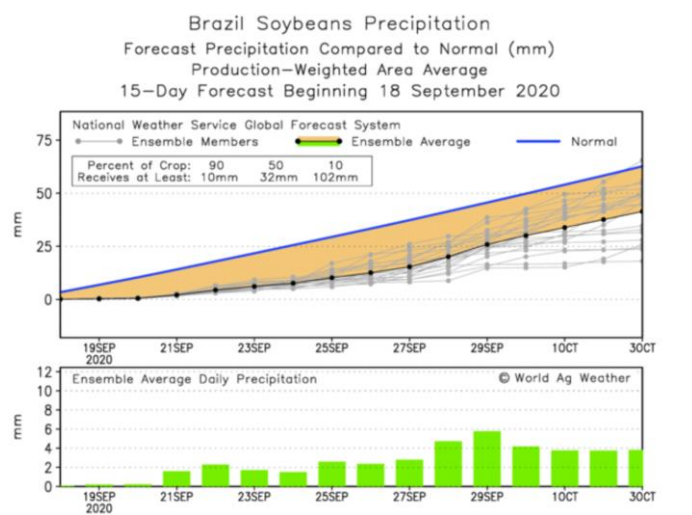 Brazil Soybeans Precipitation
Forecast Precipitation Compared to Normal (mm)
Production-Weighted Area Average
15-Day Forecast Beginning 18 September 2020
National Weather Service Global Forecast System
Ensemble Members Ensemble Average Normal
Percent of Crop: 90 50 10
Receives at Least: 10mm 32mm 102mm
75
50
25
0
mm
19SEP 21SEP 23SEP 25SEP 27SEP 29SEP 1OCT 3OCT
2020
Ensemble Average Daily Precipitation © World Ag Weather
12
10
8
6
4
2
0
mm
19SEP 21SEP 23SEP 25SEP 27SEP 29SEP 1OCT 3OCT
2020